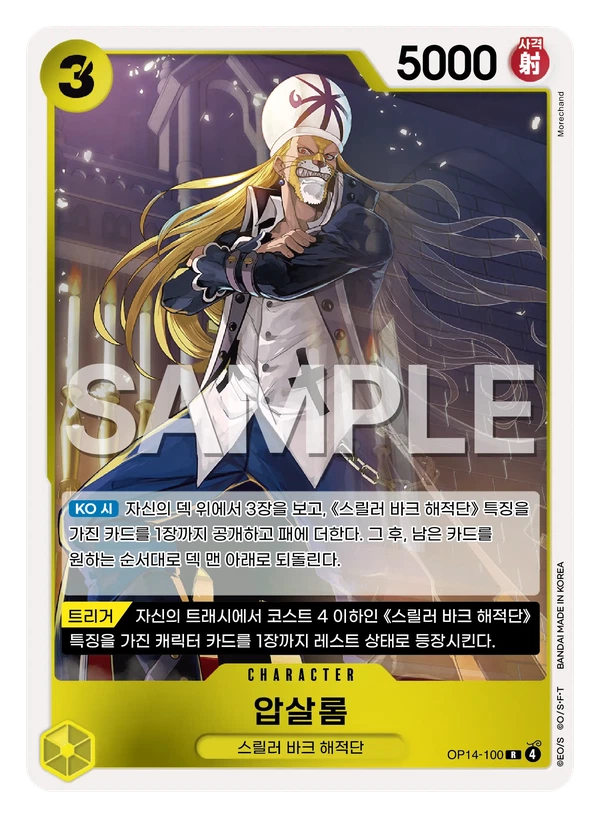 3
5000
사격
射
Morechand
SAMPLE
KO 시 자신의 덱 위에서 3장을 보고, 《스릴러 바크 해적단》 특징을
가진 카드를 1장까지 공개하고 패에 더한다. 그 후, 남은 카드를
원하는 순서대로 덱 맨 아래로 되돌린다.
트리거 자신의 트래시에서 코스트 4 이하인 《스릴러 바크 해적단》
특징을 가진 캐릭터 카드를 1장까지 레스트 상태로 등장시킨다.
CHARACTER
압살롬
스릴러 바크 해적단
OP14-100 R 4
©E.O/S ©O/S·F·T BANDAI MADE IN KOREA